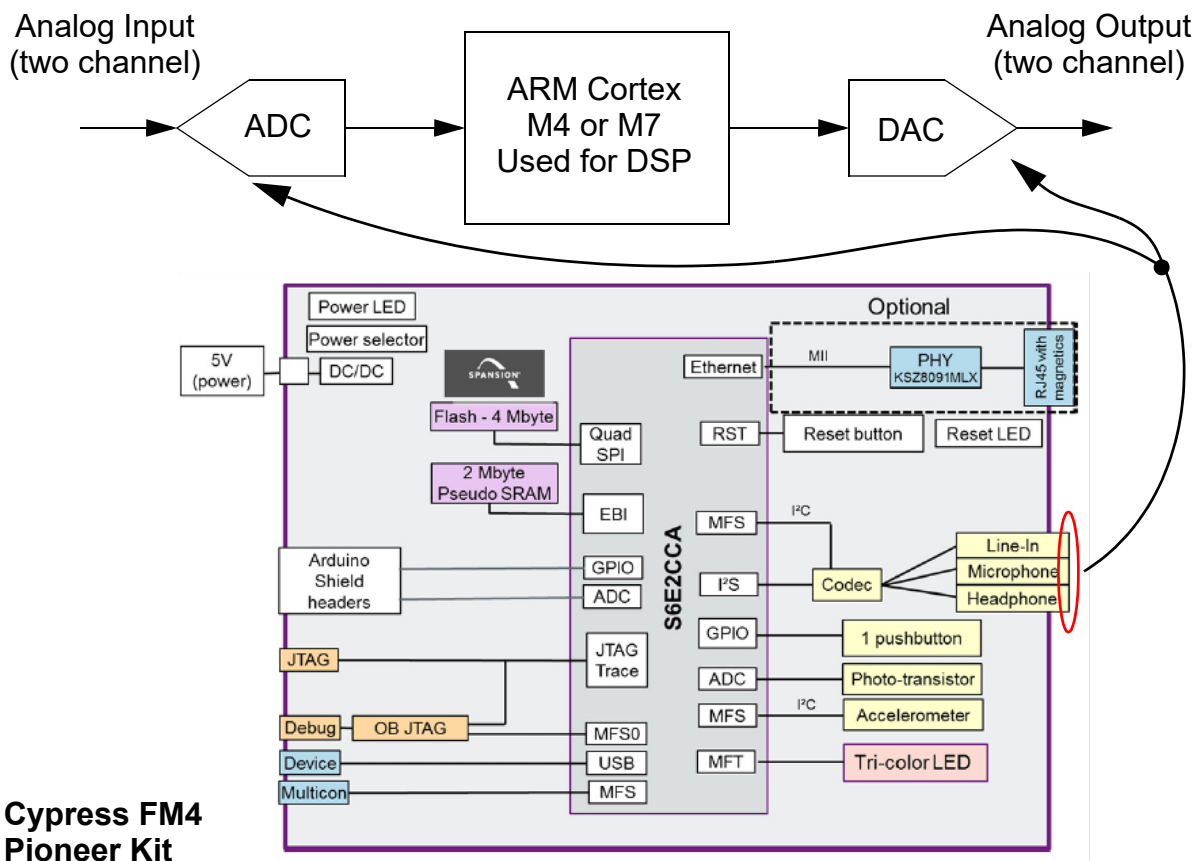 Analog Input
(two channel)
Analog Output
(two channel)
ADC
ARM Cortex
M4 or M7
Used for DSP
DAC
Power LED
Power selector
5V
(power)
DC/DC
SPANSION
Flash - 4 Mbyte
2 Mbyte
Pseudo SRAM
Arduino
Shield
headers
JTAG
Debug
OB JTAG
Device
Multicon
Quad
SPI
EBI
GPIO
ADC
JTAG
Trace
MFS0
USB
MFS
S6E2CCA
Ethernet
RST
MFS
I²S
GPIO
ADC
MFS
MFT
Optional
MII
PHY
KSZ8091MLX
RJ45 with
magnetics
Reset button
Reset LED
I²C
Codec
Line-In
Microphone
Headphone
1 pushbutton
Photo-transistor
I²C
Accelerometer
Tri-color LED
Cypress FM4
Pioneer Kit